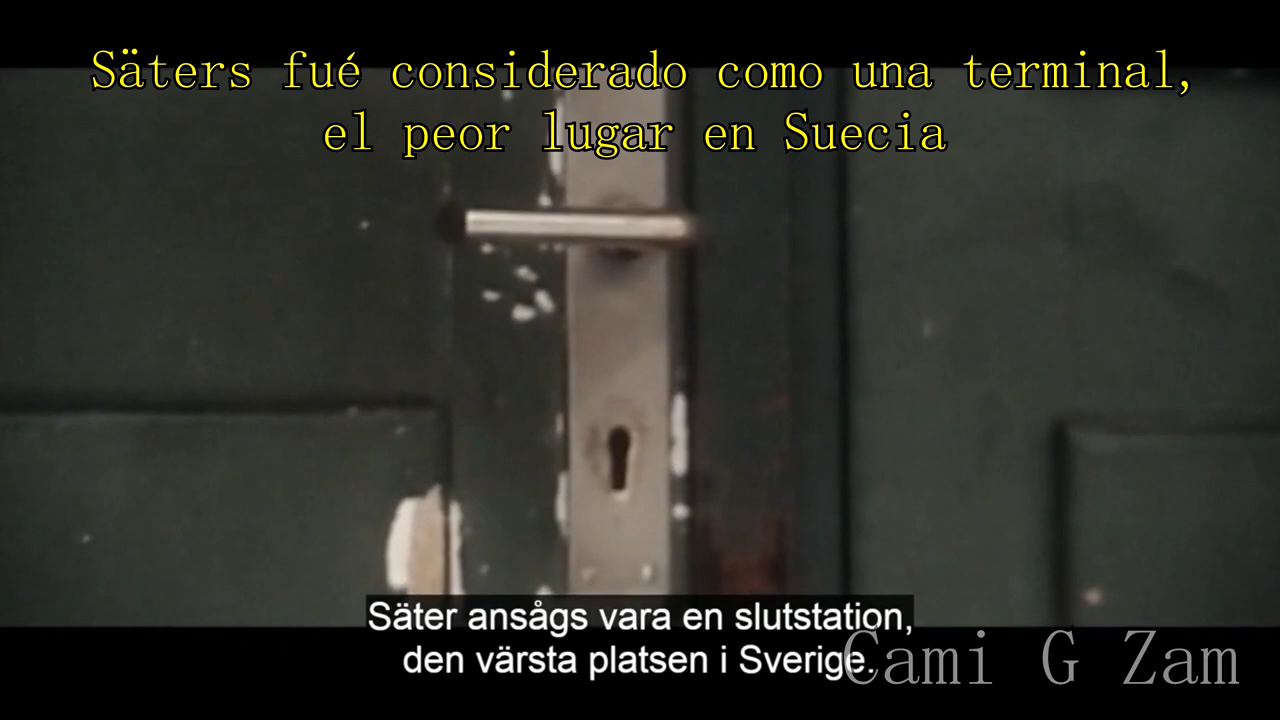 Säters fué considerado como una terminal,
el peor lugar en Suecia
Säter ansågs vara en slutstation,
den värsta platsen i Sverige.
Cami G Zam